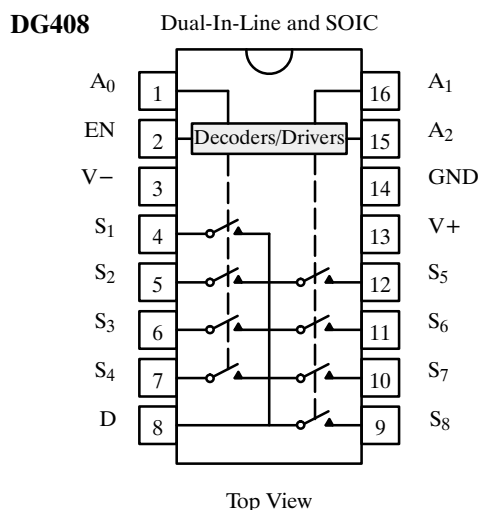 DG408 Dual-In-Line and SOIC
A0 1 16 A1
EN 2 Decoders/Drivers 15 A2
V− 3 14 GND
S1 4 13 V+
S2 5 12 S5
S3 6 11 S6
S4 7 10 S7
D 8 9 S8
Top View